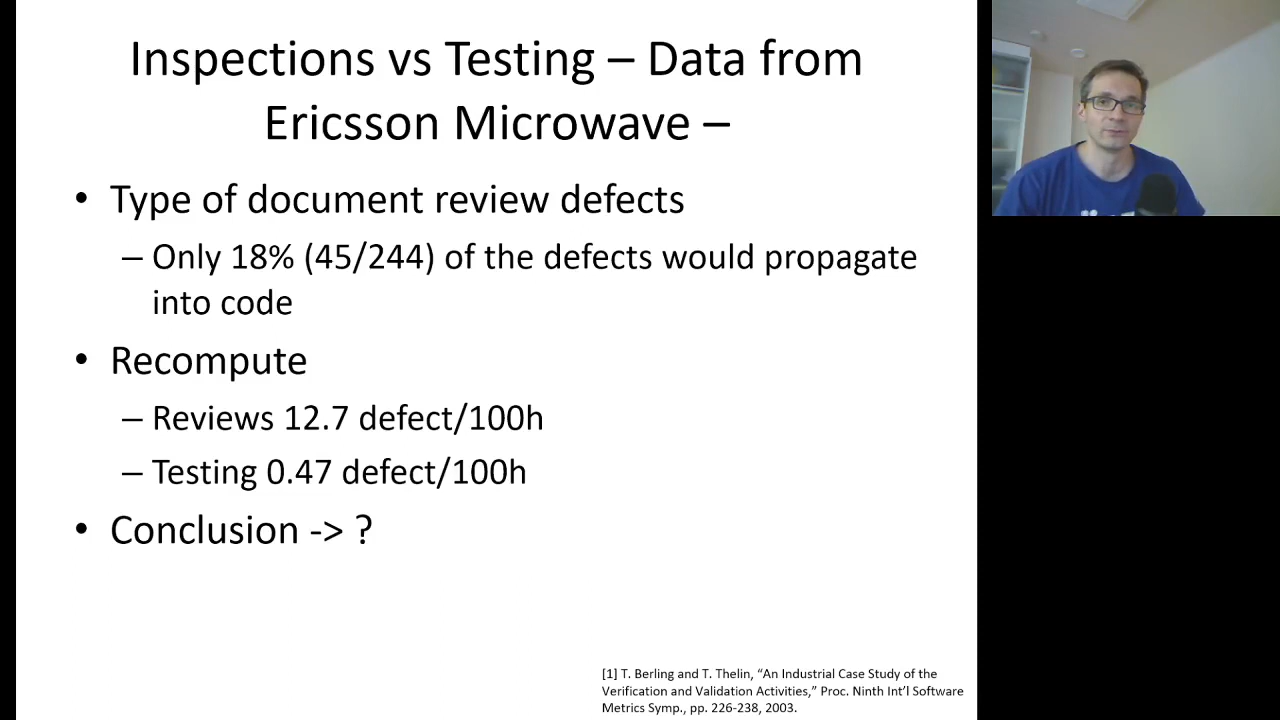 Inspections vs Testing – Data from
Ericsson Microwave –
• Type of document review defects
– Only 18% (45/244) of the defects would propagate
into code
• Recompute
– Reviews 12.7 defect/100h
– Testing 0.47 defect/100h
• Conclusion -> ?
[1] T. Berling and T. Thelin, “An Industrial Case Study of the
Verification and Validation Activities,” Proc. Ninth Int’l Software
Metrics Symp., pp. 226-238, 2003.